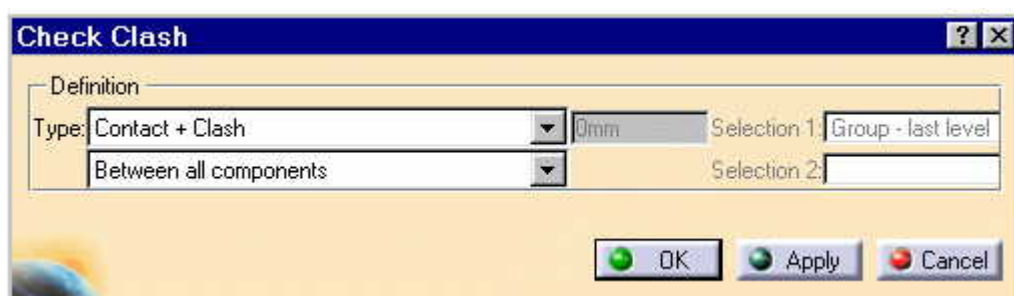 Check Clash
Definition
Type: Contact + Clash 0mm Selection 1: Group - last level
Between all components Selection 2:
OK Apply Cancel